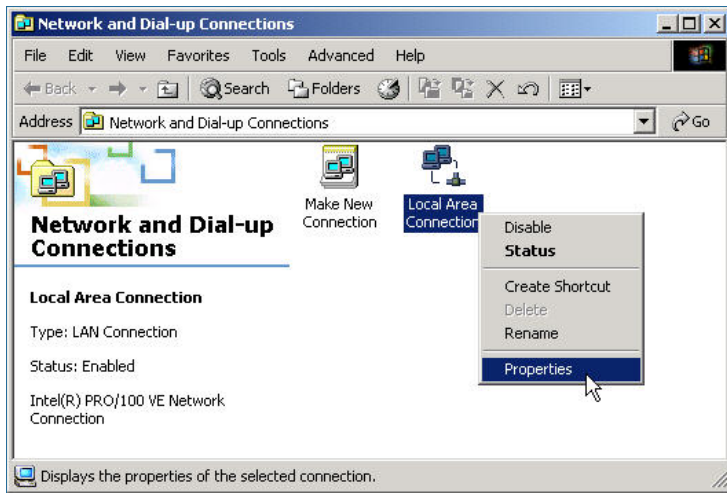 Network and Dial-up Connections
File Edit View Favorites Tools Advanced Help
Back Search Folders
Address Network and Dial-up Connections Go
Network and Dial-up
Connections
Local Area Connection
Type: LAN Connection
Status: Enabled
Intel(R) PRO/100 VE Network
Connection
Make New
Connection
Local Area
Connection
Disable
Status
Create Shortcut
Delete
Rename
Properties
Displays the properties of the selected connection.